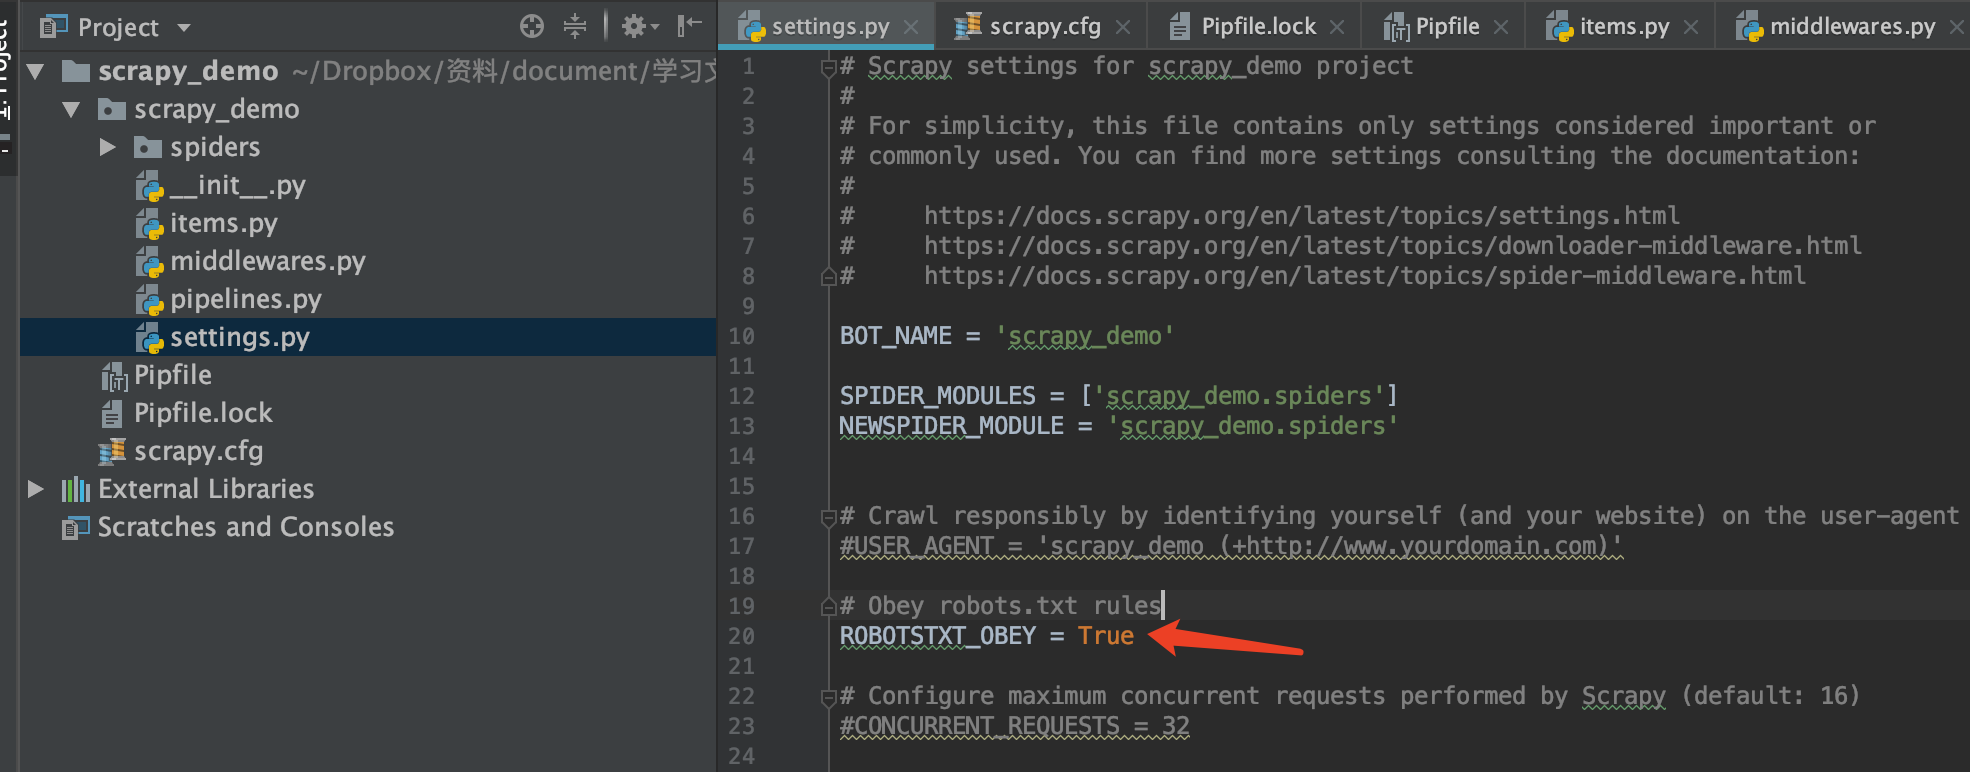 1: Project
Project
scrapy_demo ~/Dropbox/资料/document/学习文
scrapy_demo
spiders
__init__.py
items.py
middlewares.py
pipelines.py
settings.py
Pipfile
Pipfile.lock
scrapy.cfg
External Libraries
Scratches and Consoles
settings.py
scrapy.cfg
Pipfile.lock
Pipfile
items.py
middlewares.py
1 # Scrapy settings for scrapy_demo project
2 #
3 # For simplicity, this file contains only settings considered important or
4 # commonly used. You can find more settings consulting the documentation:
5 #
6 #     https://docs.scrapy.org/en/latest/topics/settings.html
7 #     https://docs.scrapy.org/en/latest/topics/downloader-middleware.html
8 #     https://docs.scrapy.org/en/latest/topics/spider-middleware.html
9
10 BOT_NAME = 'scrapy_demo'
11
12 SPIDER_MODULES = ['scrapy_demo.spiders']
13 NEWSPIDER_MODULE = 'scrapy_demo.spiders'
14
15
16 # Crawl responsibly by identifying yourself (and your website) on the user-agent
17 #USER_AGENT = 'scrapy_demo (+http://www.yourdomain.com)'
18
19 # Obey robots.txt rules
20 ROBOTSTXT_OBEY = True
21
22 # Configure maximum concurrent requests performed by Scrapy (default: 16)
23 #CONCURRENT_REQUESTS = 32
24